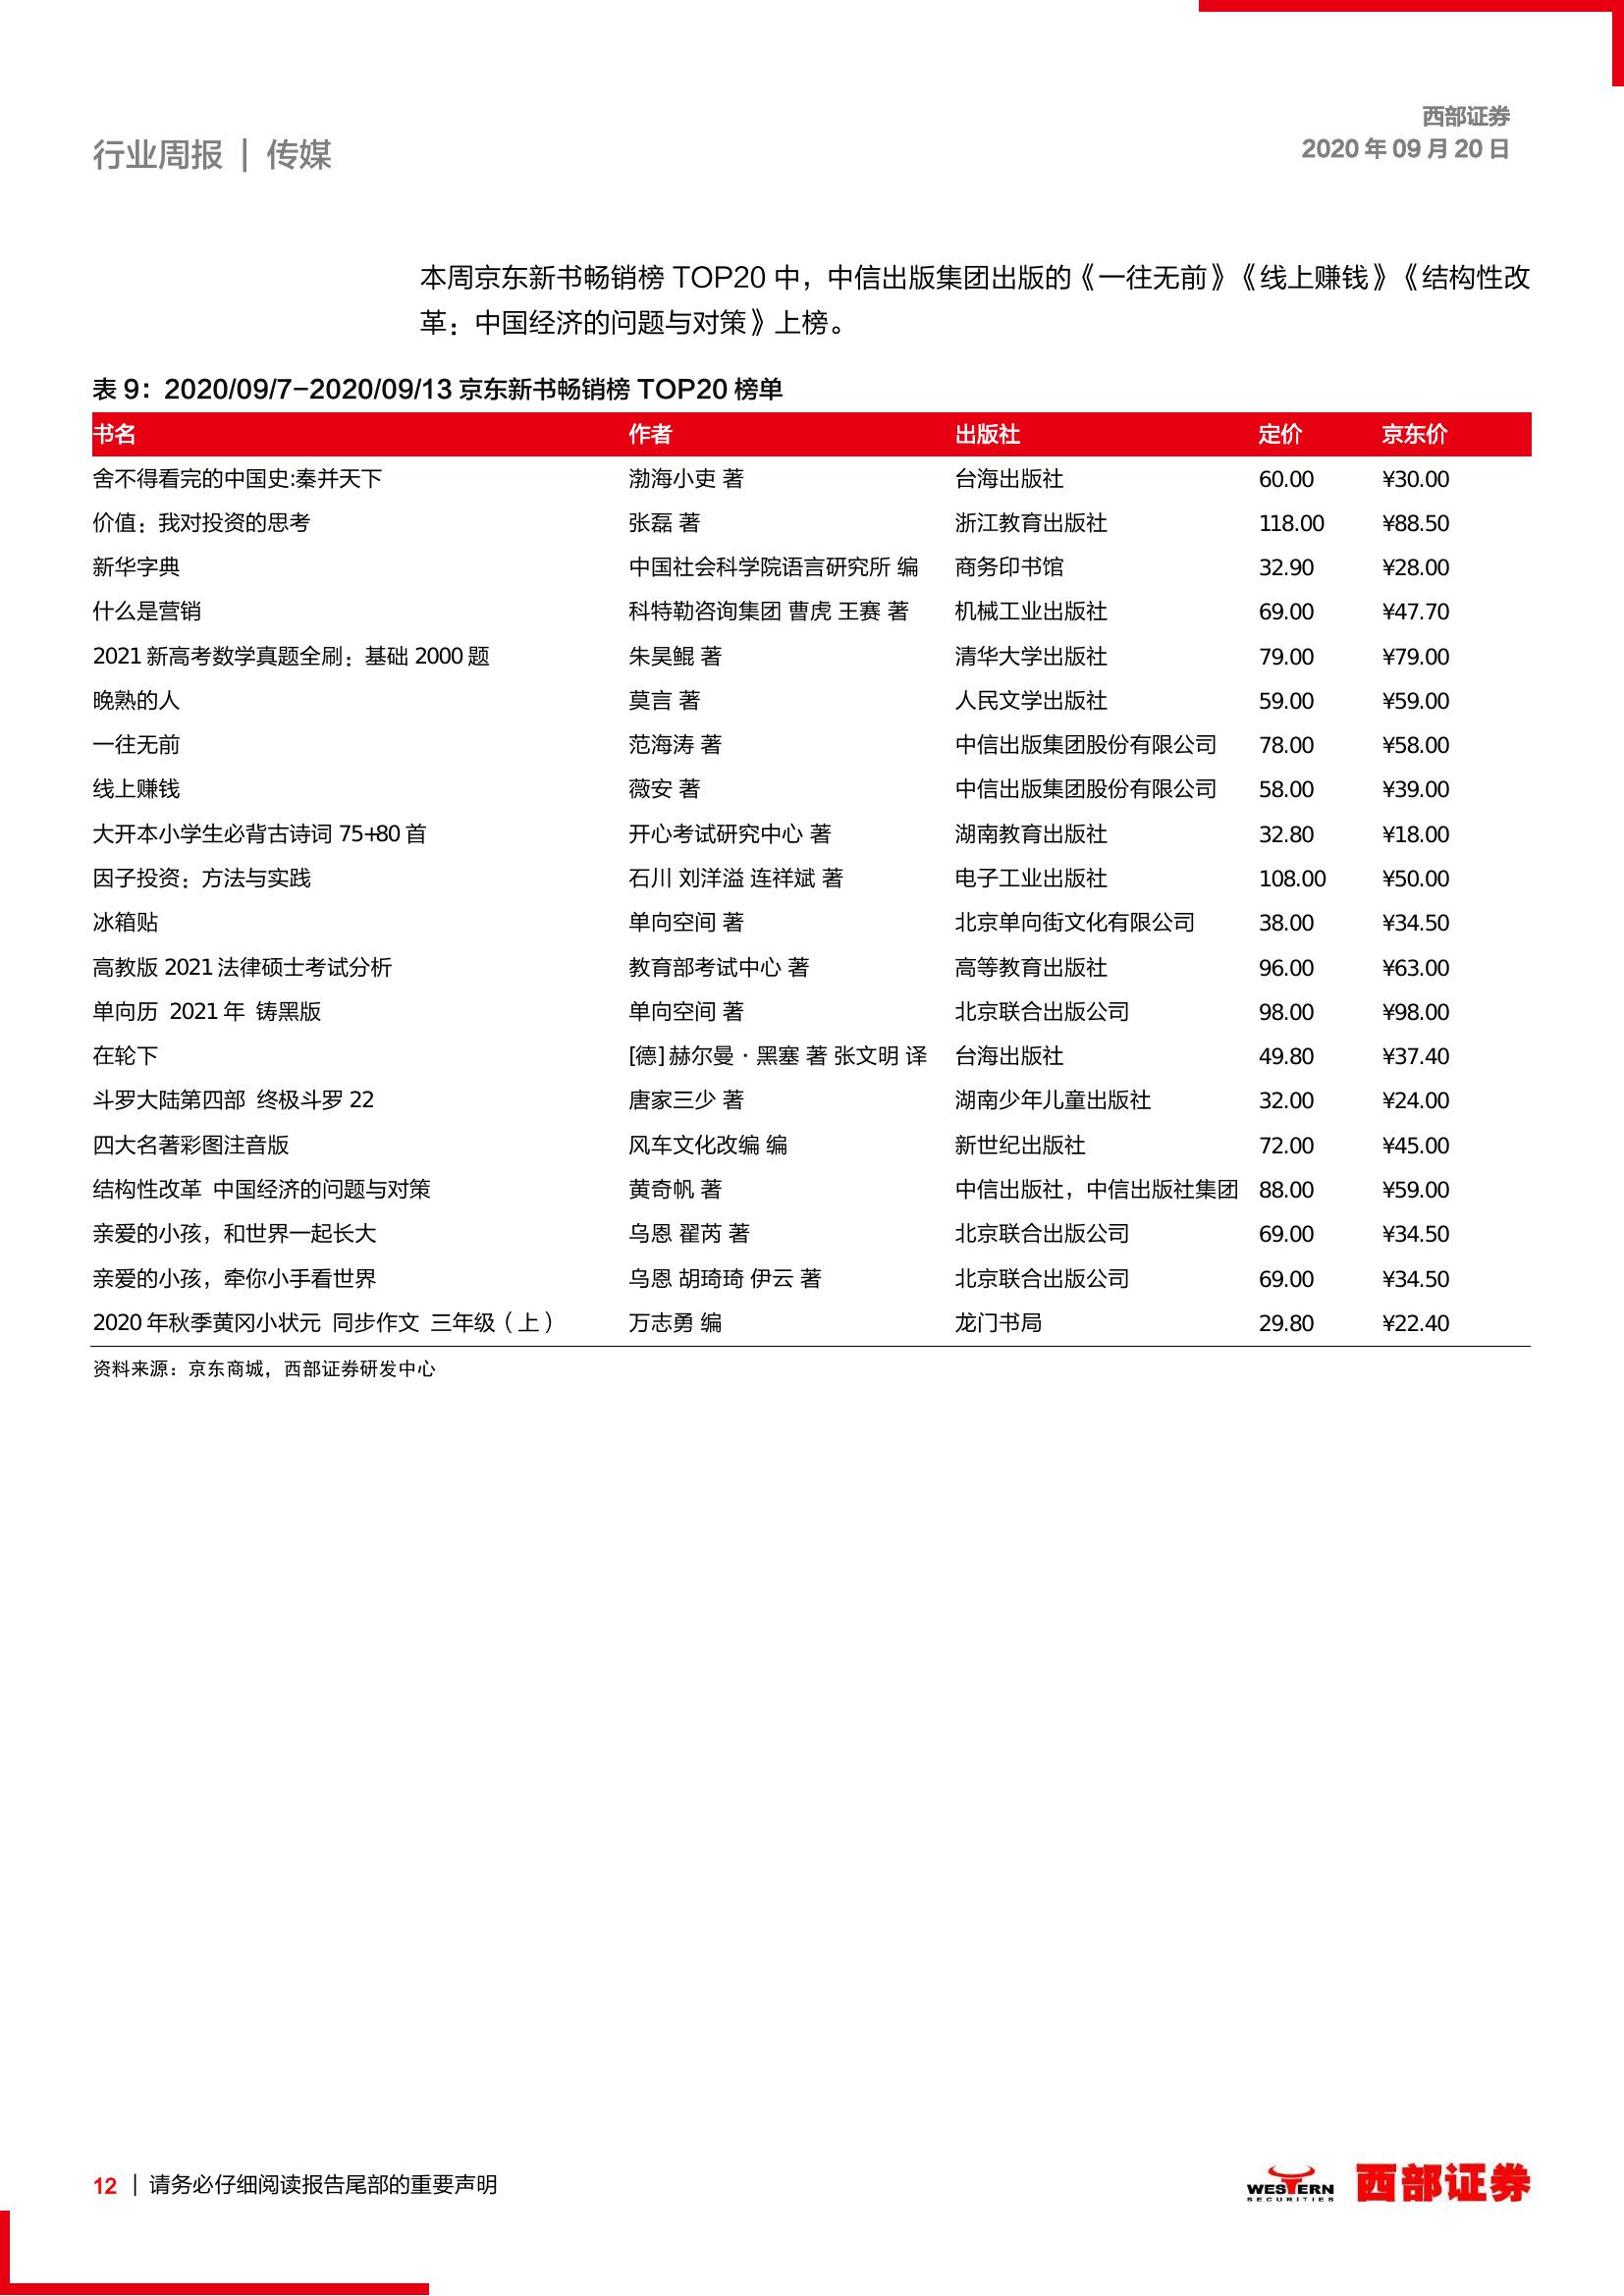 西部证券
2020 年 09 月 20 日
行业周报 | 传媒
本周京东新书畅销榜 TOP20 中，中信出版集团出版的《一往无前》《线上赚钱》《结构性改
革：中国经济的问题与对策》上榜。
表 9：2020/09/7-2020/09/13 京东新书畅销榜 TOP20 榜单
书名 作者 出版社 定价 京东价
舍不得看完的中国史:秦并天下 渤海小吏 著 台海出版社 60.00 ¥30.00
价值：我对投资的思考 张磊 著 浙江教育出版社 118.00 ¥88.50
新华字典 中国社会科学院语言研究所 编 商务印书馆 32.90 ¥28.00
什么是营销 科特勒咨询集团 曹虎 王赛 著 机械工业出版社 69.00 ¥47.70
2021 新高考数学真题全刷：基础 2000 题 朱昊鲲 著 清华大学出版社 79.00 ¥79.00
晚熟的人 莫言 著 人民文学出版社 59.00 ¥59.00
一往无前 范海涛 著 中信出版集团股份有限公司 78.00 ¥58.00
线上赚钱 薇安 著 中信出版集团股份有限公司 58.00 ¥39.00
大开本小学生必背古诗词 75+80 首 开心考试研究中心 著 湖南教育出版社 32.80 ¥18.00
因子投资：方法与实践 石川 刘洋溢 连祥斌 著 电子工业出版社 108.00 ¥50.00
冰箱贴 单向空间 著 北京单向街文化有限公司 38.00 ¥34.50
高教版 2021 法律硕士考试分析 教育部考试中心 著 高等教育出版社 96.00 ¥63.00
单向历 2021 年 铸黑版 单向空间 著 北京联合出版公司 98.00 ¥98.00
在轮下 [德] 赫尔曼·黑塞 著 张文明 译 台海出版社 49.80 ¥37.40
斗罗大陆第四部 终极斗罗 22 唐家三少 著 湖南少年儿童出版社 32.00 ¥24.00
四大名著彩图注音版 风车文化改编 编 新世纪出版社 72.00 ¥45.00
结构性改革 中国经济的问题与对策 黄奇帆 著 中信出版社，中信出版社集团 88.00 ¥59.00
亲爱的小孩，和世界一起长大 乌恩 翟芮 著 北京联合出版公司 69.00 ¥34.50
亲爱的小孩，牵你小手看世界 乌恩 胡琦琦 伊云 著 北京联合出版公司 69.00 ¥34.50
2020 年秋季黄冈小状元 同步作文 三年级（上） 万志勇 编 龙门书局 29.80 ¥22.40
资料来源：京东商城，西部证券研发中心
12 | 请务必仔细阅读报告尾部的重要声明
WESTERN
SECURITIES
西部证券